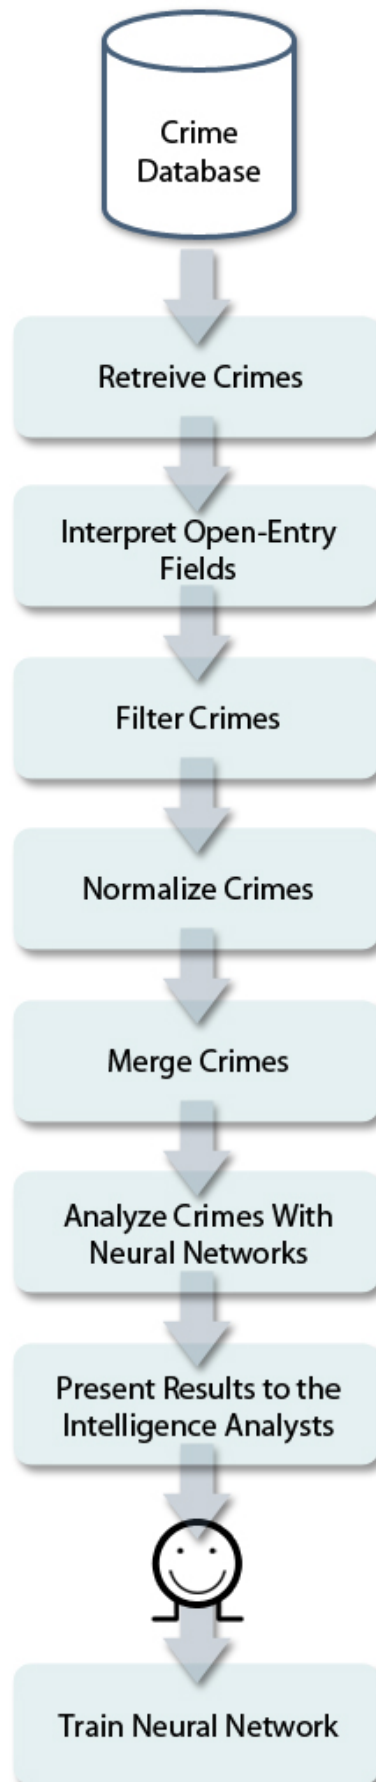 Crime
Database
Retreive Crimes
Interpret Open-Entry
Fields
Filter Crimes
Normalize Crimes
Merge Crimes
Analyze Crimes With
Neural Networks
Present Results to the
Intelligence Analysts
Train Neural Network